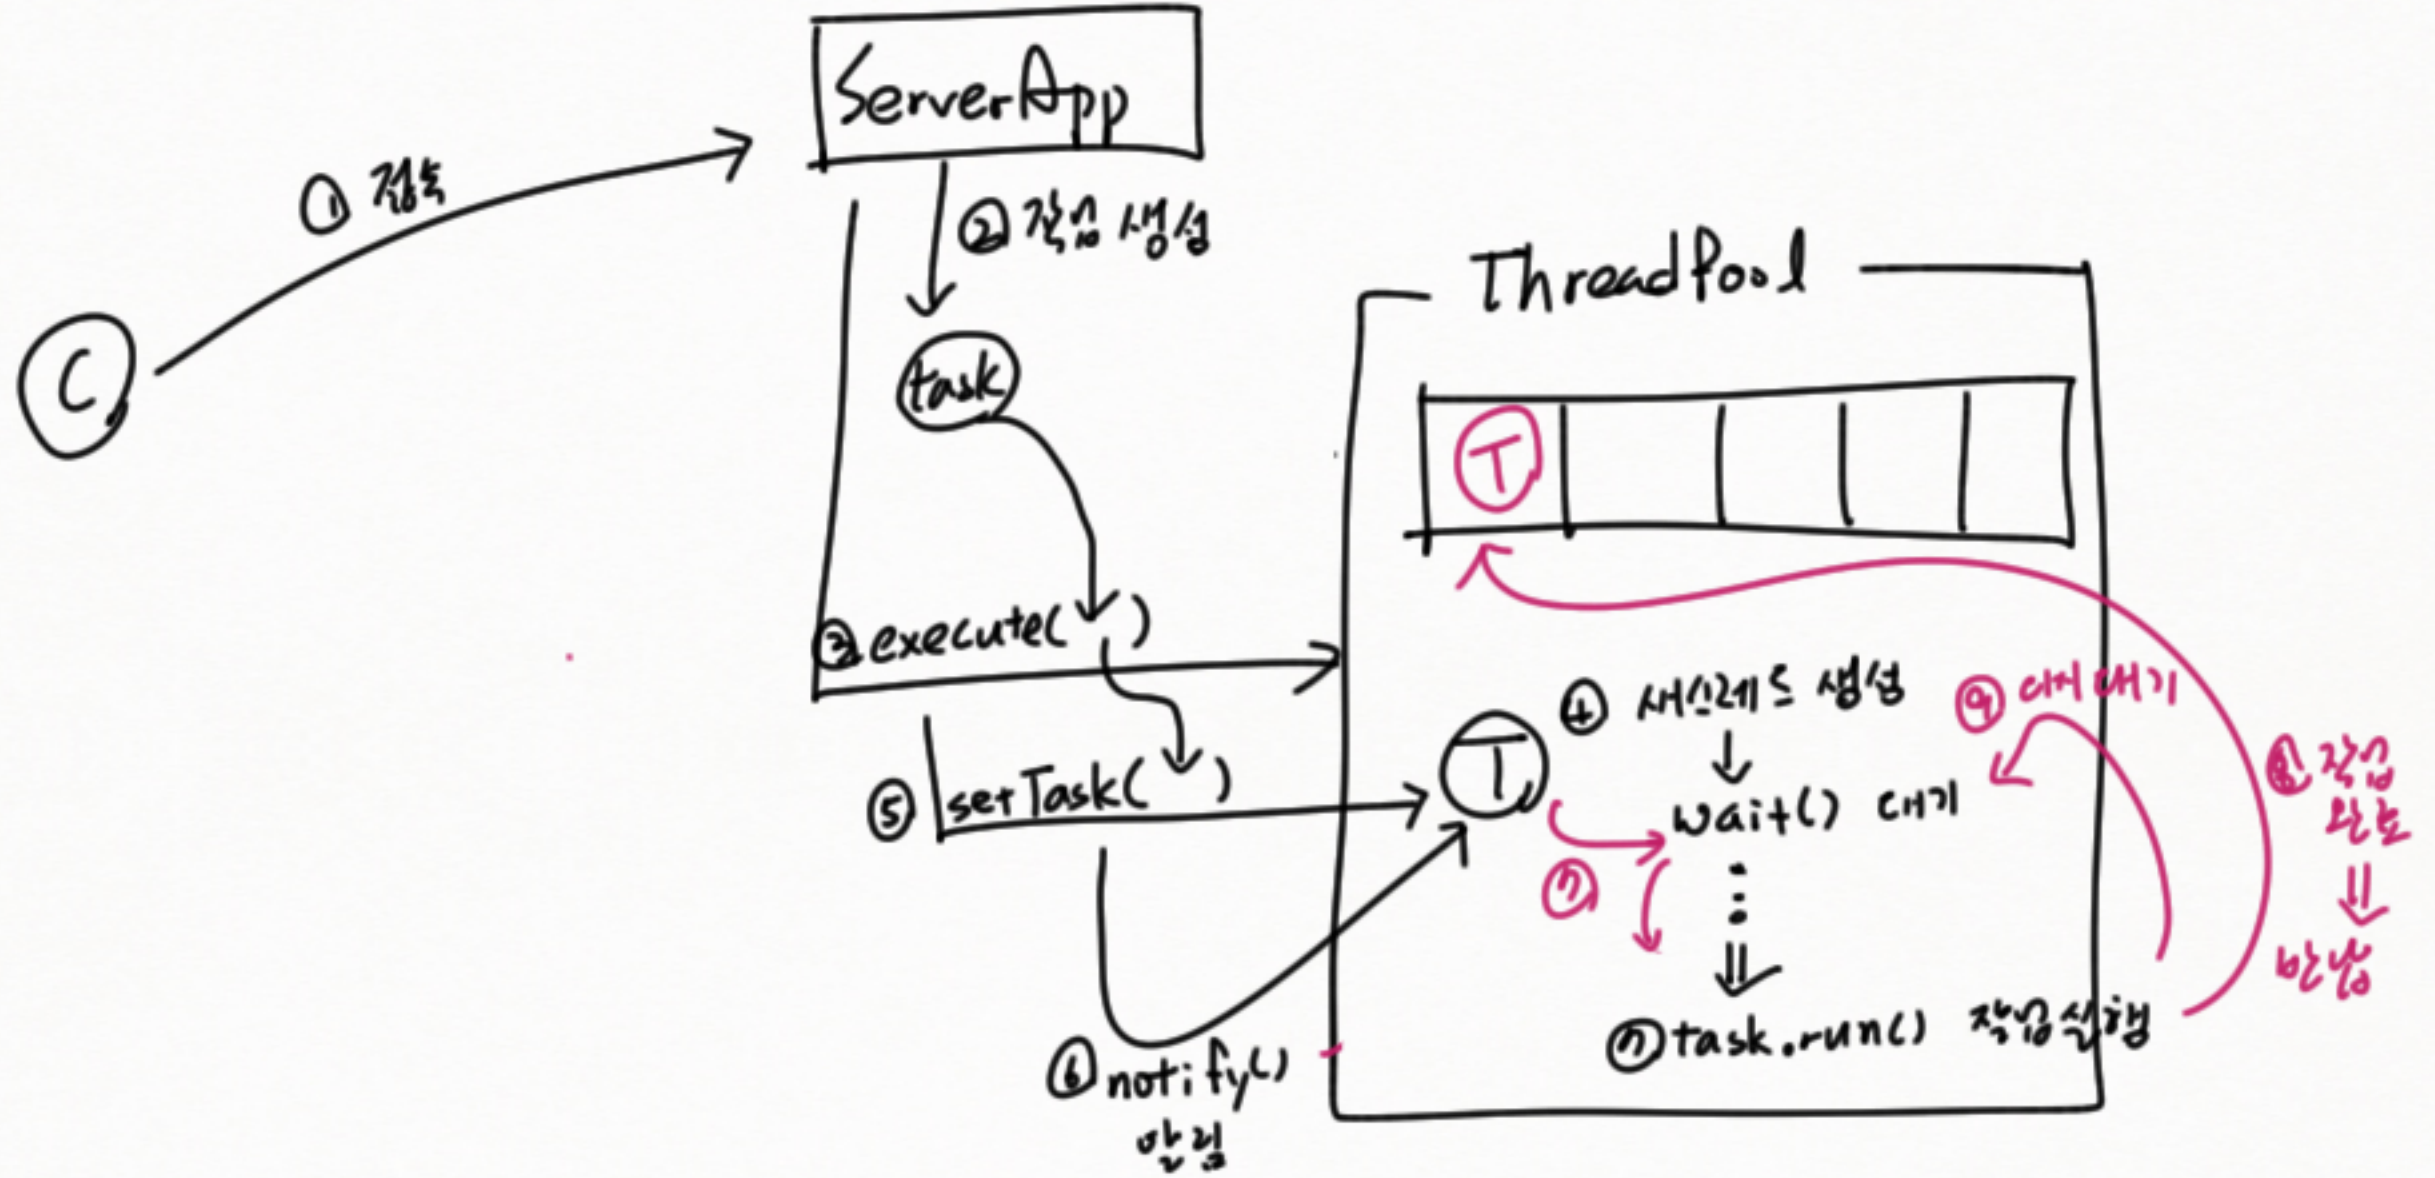 ServerApp
① 접속
② 작업 생성
C
task
ThreadPool
T
③ execute( )
④ 새스레드 생성
⑨ 다시 대기
T
⑤ setTask( )
wait() 대기
⑧ 작업
완료
⇓
반납
⑦
⑦ task.run() 작업실행
⑥ notify()
알림